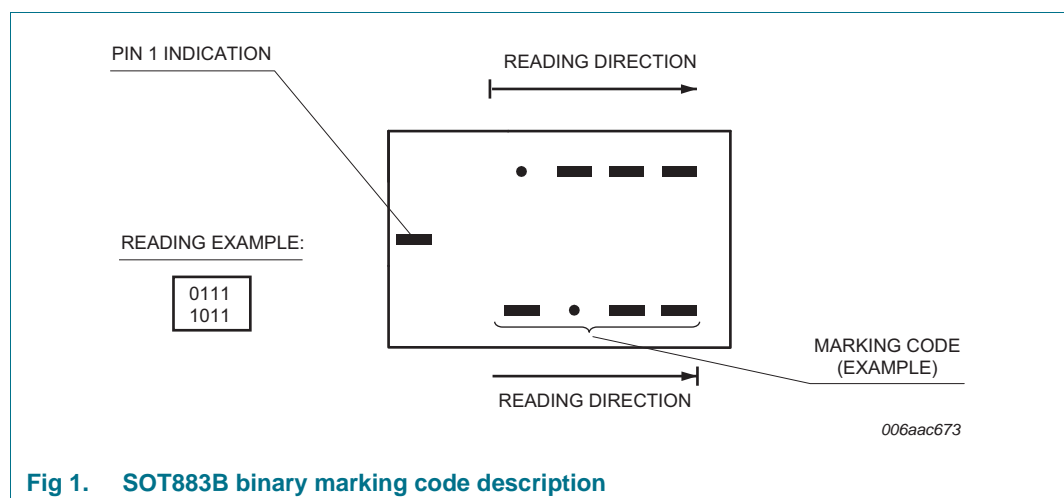 PIN 1 INDICATION
READING DIRECTION
READING EXAMPLE:
0111
1011
MARKING CODE
(EXAMPLE)
READING DIRECTION
006aac673
Fig 1. SOT883B binary marking code description